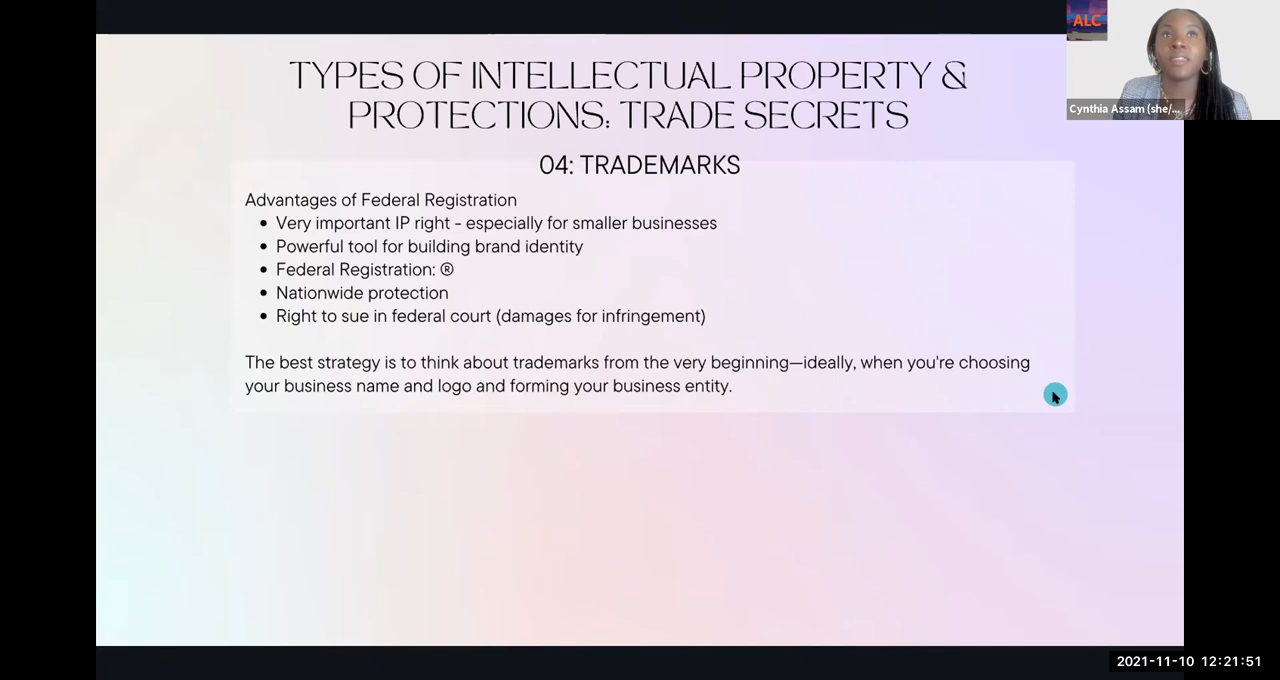 TYPES OF INTELLECTUAL PROPERTY &
PROTECTIONS: TRADE SECRETS
04: TRADEMARKS
Advantages of Federal Registration
• Very important IP right - especially for smaller businesses
• Powerful tool for building brand identity
• Federal Registration: ®
• Nationwide protection
• Right to sue in federal court (damages for infringement)
The best strategy is to think about trademarks from the very beginning—ideally, when you're choosing
your business name and logo and forming your business entity.
ALC
Cynthia Assam (she/...
2021-11-10 12:21:51